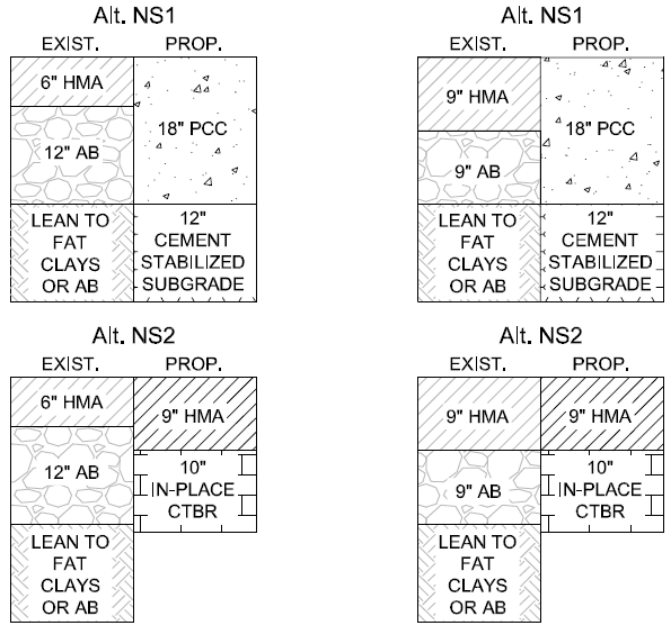 Alt. NS1
EXIST. PROP.
6" HMA
18" PCC
12" AB
LEAN TO
FAT
CLAYS
OR AB
12"
CEMENT
STABILIZED
SUBGRADE
Alt. NS1
EXIST. PROP.
9" HMA
18" PCC
9" AB
LEAN TO
FAT
CLAYS
OR AB
12"
CEMENT
STABILIZED
SUBGRADE
Alt. NS2
EXIST. PROP.
6" HMA
9" HMA
12" AB
10"
IN-PLACE
CTBR
LEAN TO
FAT
CLAYS
OR AB
Alt. NS2
EXIST. PROP.
9" HMA
9" HMA
9" AB
10"
IN-PLACE
CTBR
LEAN TO
FAT
CLAYS
OR AB